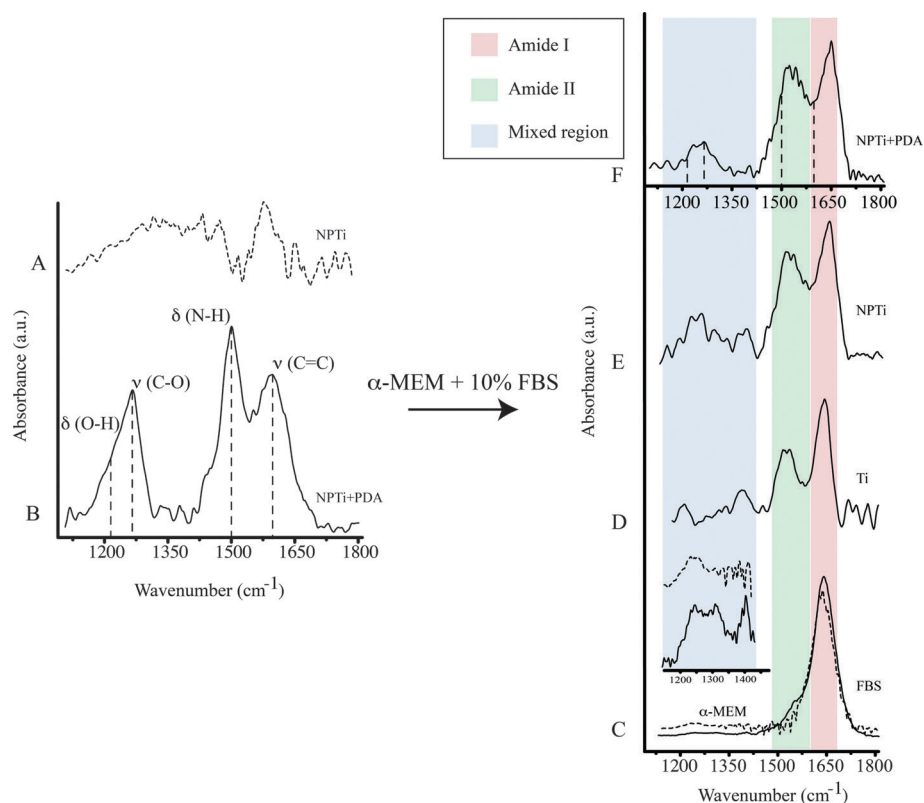 Amide I
Amide II
Mixed region
NPTi+PDA
F
1200 1350 1500 1650 1800
NPTi
A
δ (N-H)
ν (C-O)
ν (C=C)
δ (O-H)
NPTi+PDA
B
Absorbance (a.u.)
1200 1350 1500 1650 1800
Wavenumber (cm-1)
α-MEM + 10% FBS
NPTi
E
Absorbance (a.u.)
Ti
D
1200 1300 1400
FBS
α-MEM
C
1200 1350 1500 1650 1800
Wavenumber (cm-1)